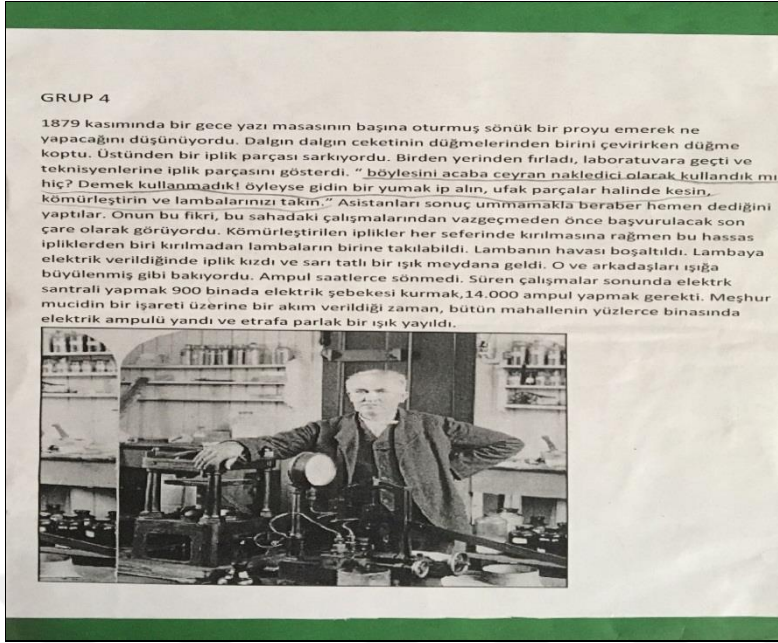 GRUP 4
1879 kasımında bir gece yazı masasının başına oturmuş sönük bir proyu emerek ne
yapacağını düşünüyordu. Dalgın dalgın ceketinin düğmelerinden birini çevirirken düğme
koptu. Üstünden bir iplik parçası sarkıyordu. Birden yerinden fırladı, laboratuvara geçti ve
teknisyenlerine iplik parçasını gösterdi. “ böylesini acaba ceyran nakledici olarak kullandık mı
hiç? Demek kullanmadık! öyleyse gidin bir yumak ip alın, ufak parçalar halinde kesin,
kömürleştirin ve lambalarınızı takın.” Asistanları sonuç ummamakla beraber hemen dediğini
yaptılar. Onun bu fikri, bu sahadaki çalışmalarından vazgeçmeden önce başvurulacak son
çare olarak görüyordu. Kömürleştirilen iplikler her seferinde kırılmasına rağmen bu hassas
ipliklerden biri kırılmadan lambaların birine takılabildi. Lambanın havası boşaltıldı. Lambaya
elektrik verildiğinde iplik kızdı ve sarı tatlı bir ışık meydana geldi. O ve arkadaşları ışığa
büyülenmiş gibi bakıyordu. Ampul saatlerce sönmedi. Süren çalışmalar sonunda elektrk
santrali yapmak 900 binada elektrik şebekesi kurmak,14.000 ampul yapmak gerekti. Meşhur
mucidin bir işareti üzerine bir akım verildiği zaman, bütün mahallenin yüzlerce binasında
elektrik ampulü yandı ve etrafa parlak bir ışık yayıldı.